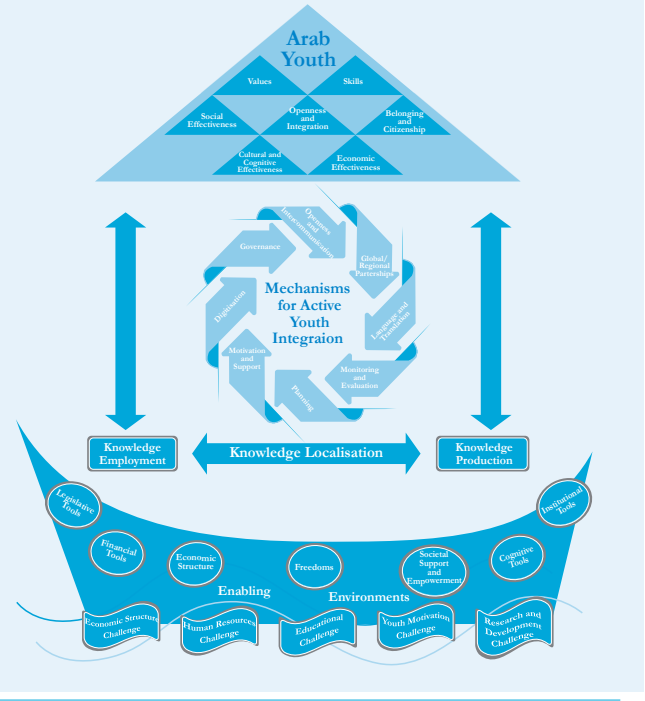 Arab
Youth
Values
Skills
Social
Effectiveness
Openness
and
Integration
Belonging
and
Citizenship
Cultural and
Cognitive
Effectiveness
Economic
Effectiveness
Openness
and
Intercommunication
Governance
Global/
Regional
Parterships
Digitisation
Mechanisms
for Active
Youth
Integraion
Language and
Translation
Motivation
and
Support
Monitoring
and
Evaluation
Planning
Knowledge
Employment
Knowledge Localisation
Knowledge
Production
Legislative
Tools
Institutional
Tools
Financial
Tools
Economic
Structure
Freedoms
Societal
Support
and
Empowerment
Cognitive
Tools
Enabling
Environments
Economic Structure
Challenge
Human Resources
Challenge
Educational
Challenge
Youth Motivation
Challenge
Research and
Development
Challenge